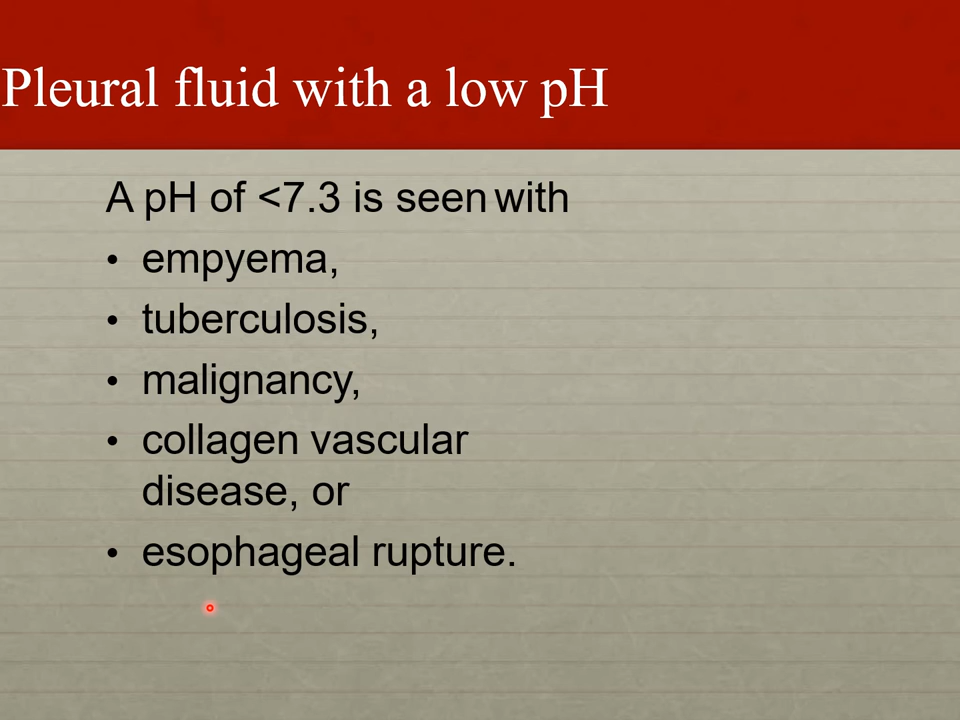 Pleural fluid with a low pH
A pH of <7.3 is seen with
• empyema,
• tuberculosis,
• malignancy,
• collagen vascular
disease, or
• esophageal rupture.